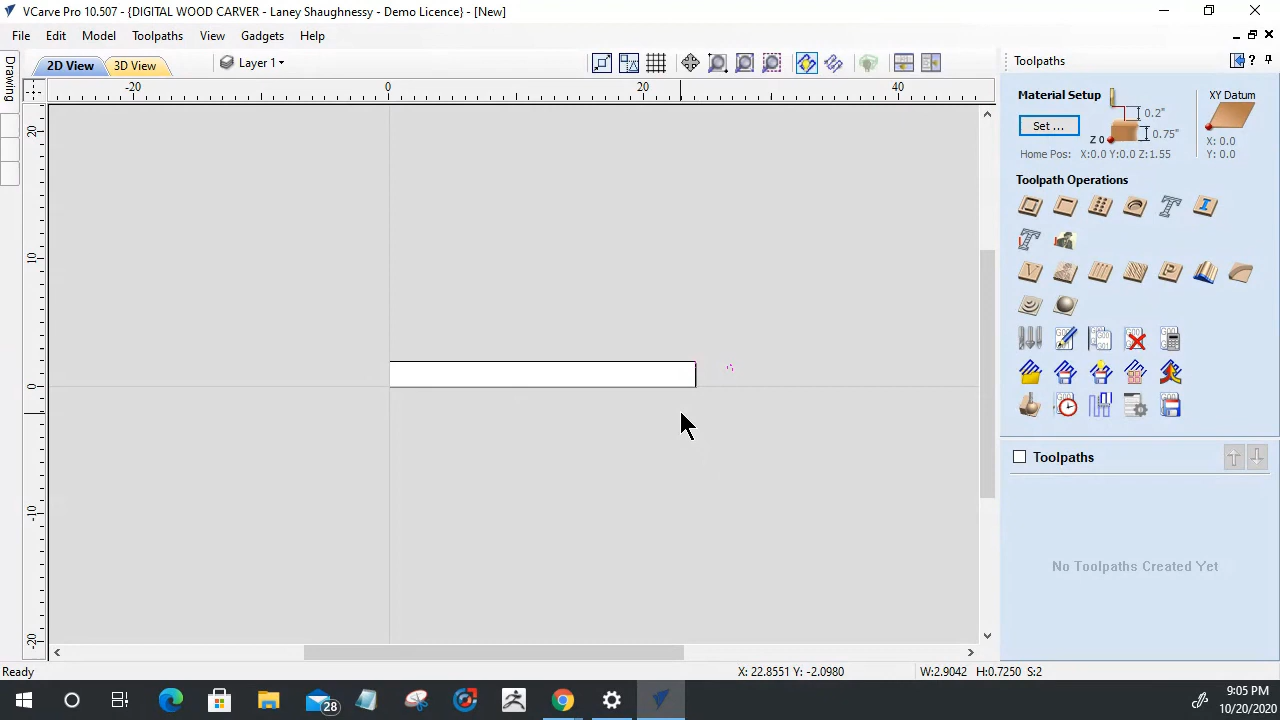 VCarve Pro 10.507 - {DIGITAL WOOD CARVER - Laney Shaughnessy - Demo Licence} - [New]
File Edit Model Toolpaths View Gadgets Help
Drawing
2D View 3D View Layer 1
-20 0 20 40
20
10
0
-10
-20
Toolpaths
Material Setup
Set ...
0.2"
0.75"
Z 0
XY Datum
X: 0.0
Y: 0.0
Home Pos: X:0.0 Y:0.0 Z:1.55
Toolpath Operations
Toolpaths
No Toolpaths Created Yet
Ready
X: 22.8551 Y: -2.0980
W:2.9042 H:0.7250 S:2
28
9:05 PM
10/20/2020